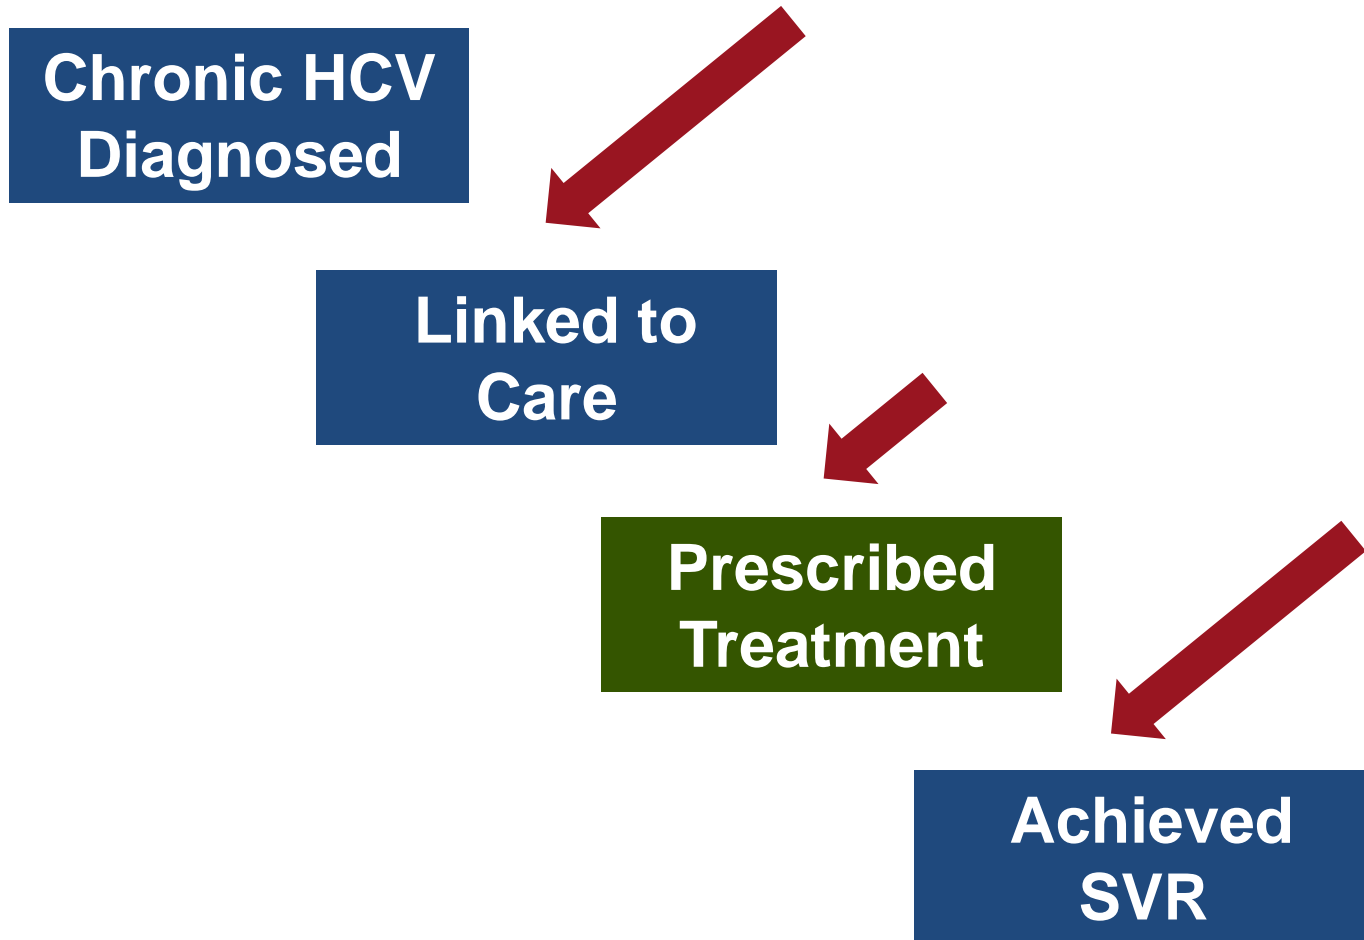 Chronic HCV
Diagnosed
Linked to
Care
Prescribed
Treatment
Achieved
SVR